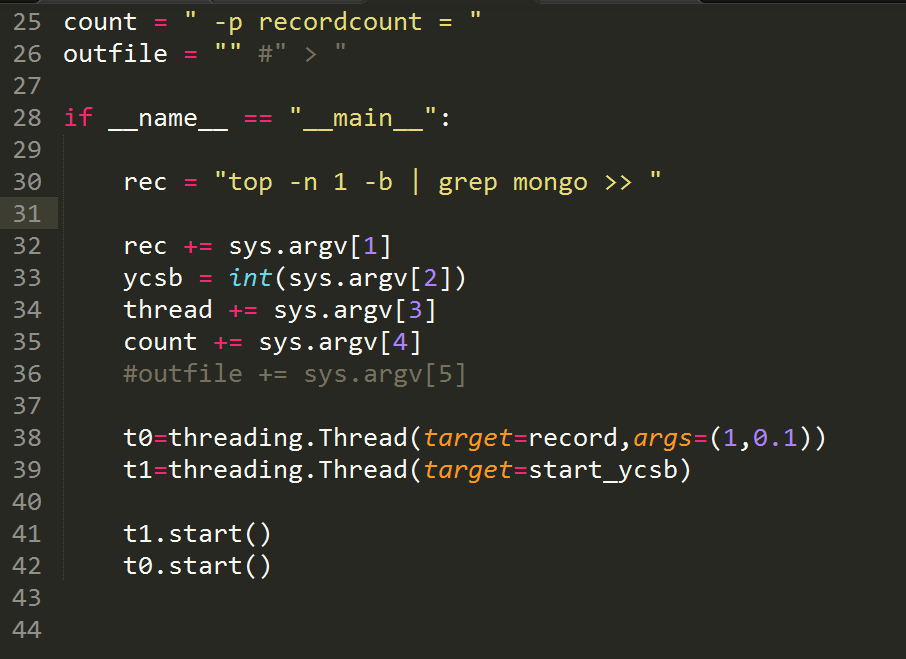 25 count = " -p recordcount = "
26 outfile = "" #" > "
27
28 if __name__ == "__main__":
29
30     rec = "top -n 1 -b | grep mongo >> "
31
32     rec += sys.argv[1]
33     ycsb = int(sys.argv[2])
34     thread += sys.argv[3]
35     count += sys.argv[4]
36     #outfile += sys.argv[5]
37
38     t0=threading.Thread(target=record,args=(1,0.1))
39     t1=threading.Thread(target=start_ycsb)
40
41     t1.start()
42     t0.start()
43
44